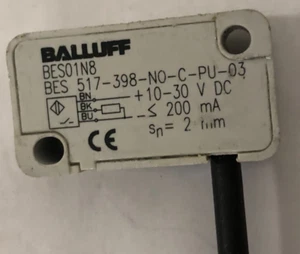 BALLUFF
BES01N8
BES 517-398-NO-C-PU-03
BN +10-30 V DC
BK ≤ 200 mA
BU
CE sn= 2 mm